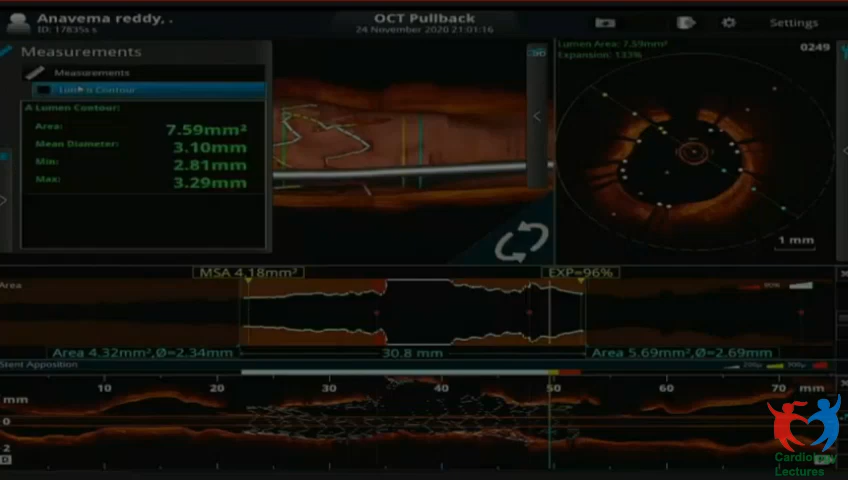 Anavema reddy, .
ID: 17835s s
OCT Pullback
24 November 2020 21:01:16
Settings
Measurements
Measurements
Lumen Contour
A Lumen Contour:
Area: 7.59mm²
Mean Diameter: 3.10mm
Min: 2.81mm
Max: 3.29mm
Lumen Area: 7.59mm²
Expansion: 133%
0249
1 mm
MSA 4.18mm²
EXP=96%
Area
90%
Area 4.32mm²,Ø=2.34mm
30.8 mm
Area 5.69mm²,Ø=2.69mm
Stent Apposition
10 20 30 40 50 60 70 mm
mm
0
2
Cardiology
Lectures